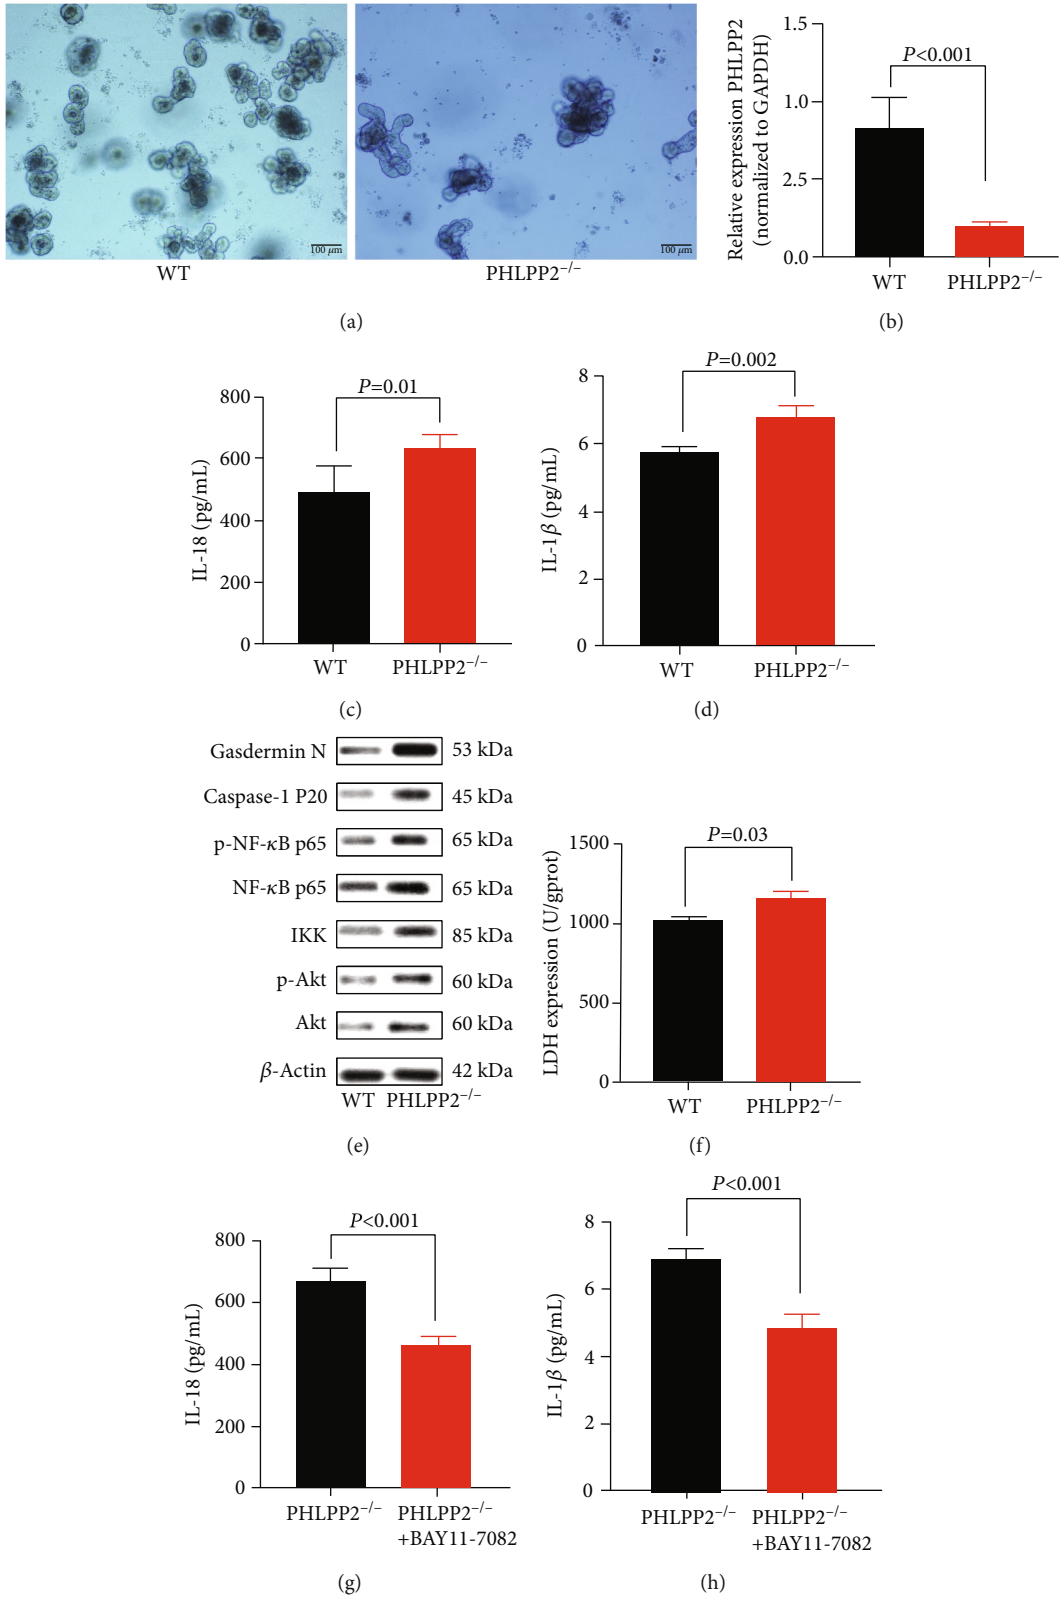 100 μm
100 μm
WT
PHLPP2−/−
(a)
Relative expression PHLPP2
(normalized to GAPDH)
1.5
1.0
2.5
0.0
P<0.001
WT
PHLPP2−/−
(b)
IL-18 (pg/mL)
800
600
400
200
0
P=0.01
WT
PHLPP2−/−
(c)
IL-1β (pg/mL)
8
6
4
2
0
P=0.002
WT
PHLPP2−/−
(d)
Gasdermin N 53 kDa
Caspase-1 P20 45 kDa
p-NF-κB p65 65 kDa
NF-κB p65 65 kDa
IKK 85 kDa
p-Akt 60 kDa
Akt 60 kDa
β-Actin 42 kDa
WT PHLPP2−/−
(e)
LDH expression (U/gprot)
1500
1000
500
0
P=0.03
WT
PHLPP2−/−
(f)
IL-18 (pg/mL)
800
600
400
200
0
P<0.001
PHLPP2−/−
PHLPP2−/−
+BAY11-7082
(g)
IL-1β (pg/mL)
8
6
4
2
0
P<0.001
PHLPP2−/−
PHLPP2−/−
+BAY11-7082
(h)